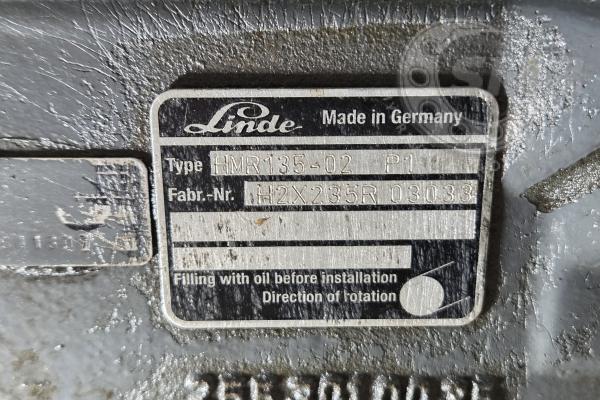 Linde Made in Germany
Type HMR135-02 P1
Fabr.-Nr. H2X235R 03033
Filling with oil before installation
Direction of rotation